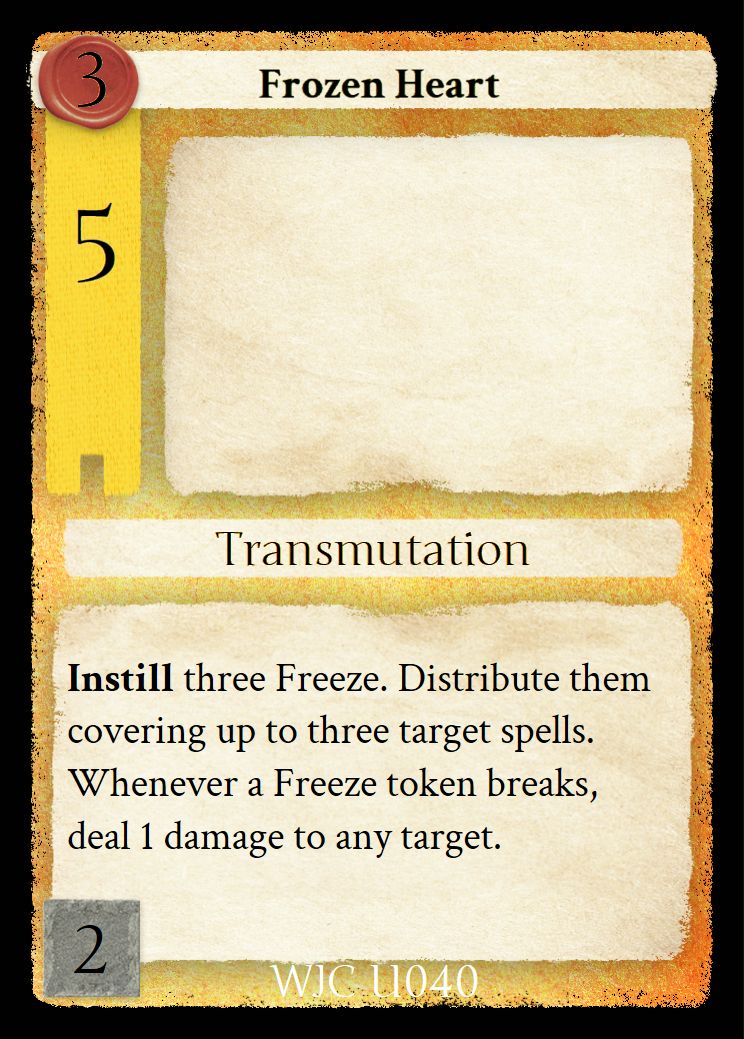 3
Frozen Heart
5
Transmutation
Instill three Freeze. Distribute them
covering up to three target spells.
Whenever a Freeze token breaks,
deal 1 damage to any target.
2
WJC U040